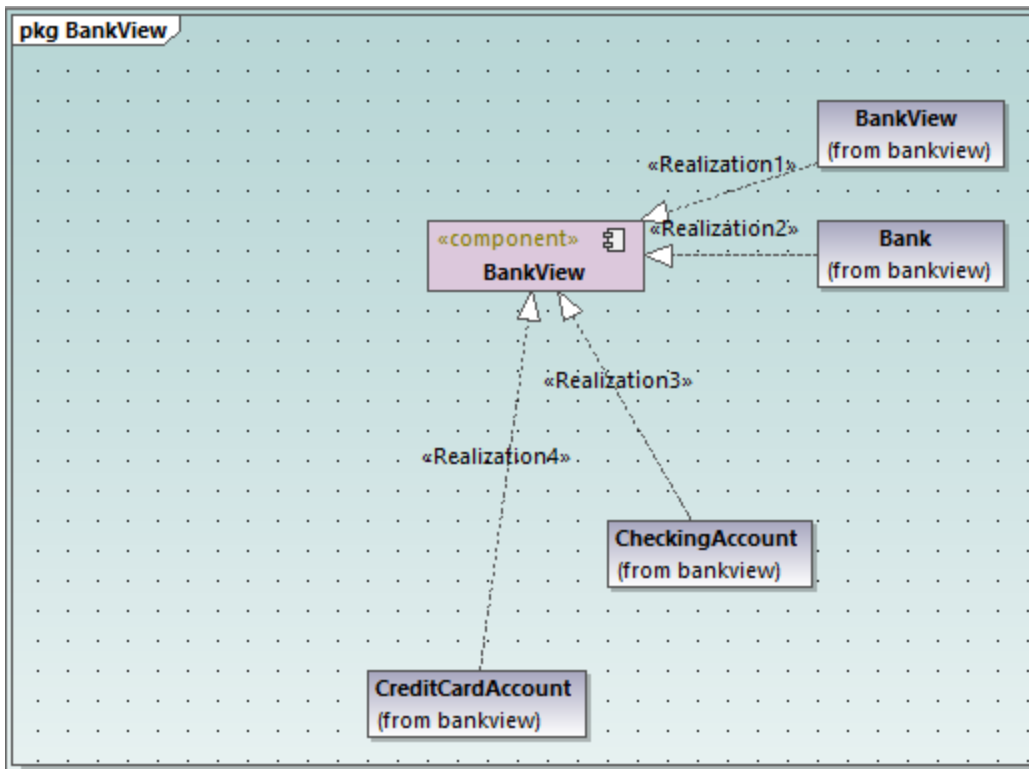 pkg BankView
BankView
(from bankview)
«Realization1»
«Realization2»
«component»
BankView
Bank
(from bankview)
«Realization3»
«Realization4»
CheckingAccount
(from bankview)
CreditCardAccount
(from bankview)